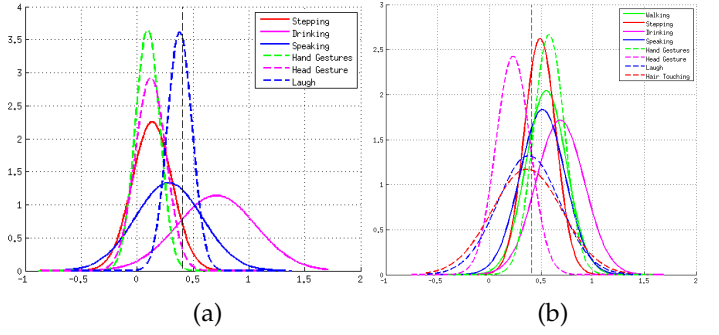 4
3,5
3
2,5
2
1,5
1
0,5
0
-1
-0,5
0
0,5
1
1,5
2
Stepping
Drinking
Speaking
Hand Gestures
Head Gesture
Laugh
(a)
3
2,5
2
1,5
1
0,5
0
-1
-0,5
0
0,5
1
1,5
2
Walking
Stepping
Drinking
Speaking
Hand Gestures
Head Gesture
Laugh
Hair Touching
(b)